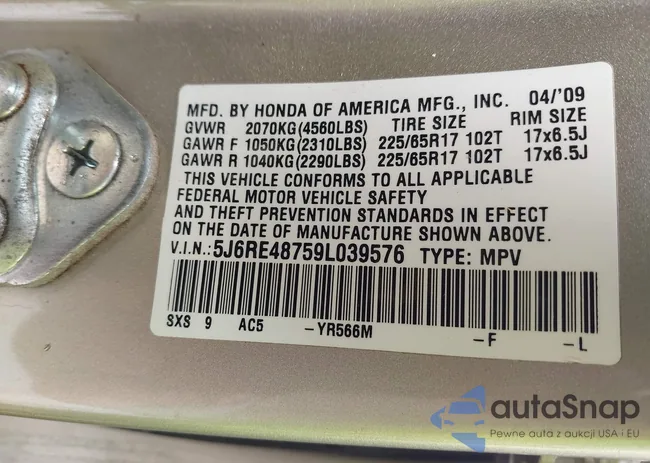 MFD. BY HONDA OF AMERICA MFG., INC. 04/'09
GVWR 2070KG(4560LBS) TIRE SIZE RIM SIZE
GAWR F 1050KG(2310LBS) 225/65R17 102T 17x6.5J
GAWR R 1040KG(2290LBS) 225/65R17 102T 17x6.5J
THIS VEHICLE CONFORMS TO ALL APPLICABLE
FEDERAL MOTOR VEHICLE SAFETY
AND THEFT PREVENTION STANDARDS IN EFFECT
ON THE DATE OF MANUFACTURE SHOWN ABOVE.
V.I.N.: 5J6RE48759L039576 TYPE: MPV
SXS 9 AC5 -YR566M -F -L
autaSnap
Pewne auta z aukcji USA i EU